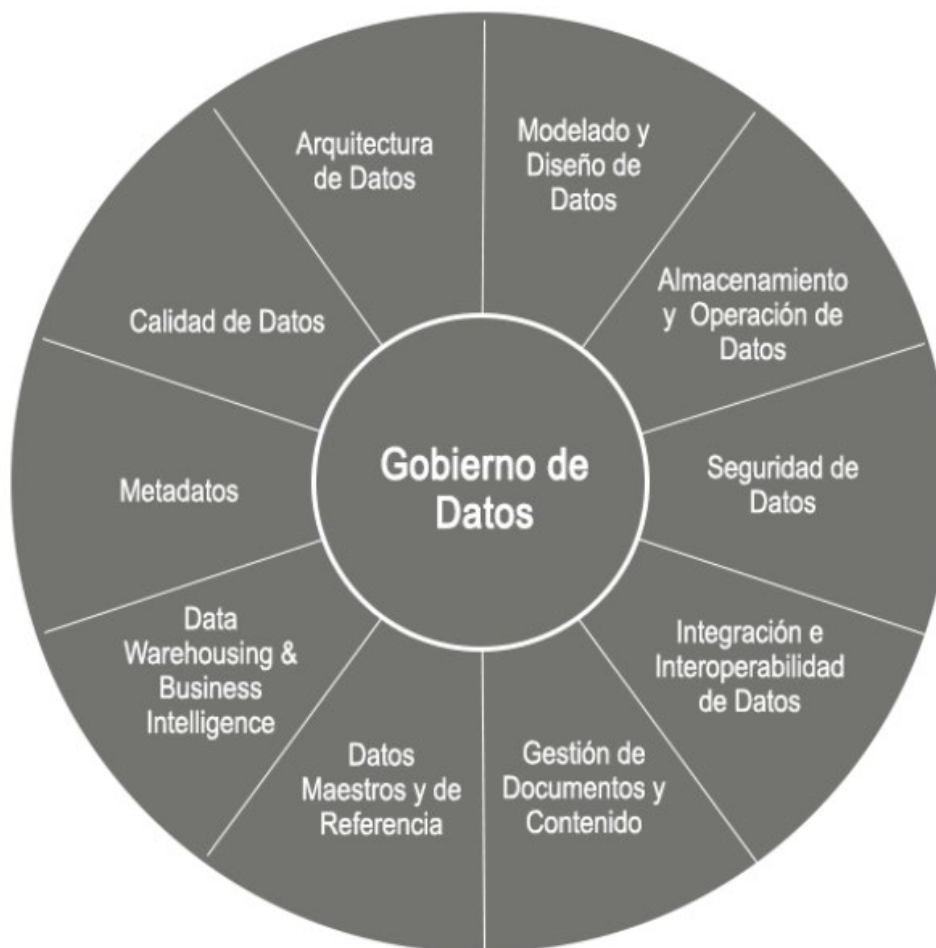 Arquitectura
de Datos
Modelado y
Diseño de
Datos
Almacenamiento
y Operación de
Datos
Seguridad de
Datos
Integración e
Interoperabilidad
de Datos
Gestión de
Documentos y
Contenido
Datos
Maestros y de
Referencia
Data
Warehousing &
Business
Intelligence
Metadatos
Calidad de Datos
Gobierno de
Datos